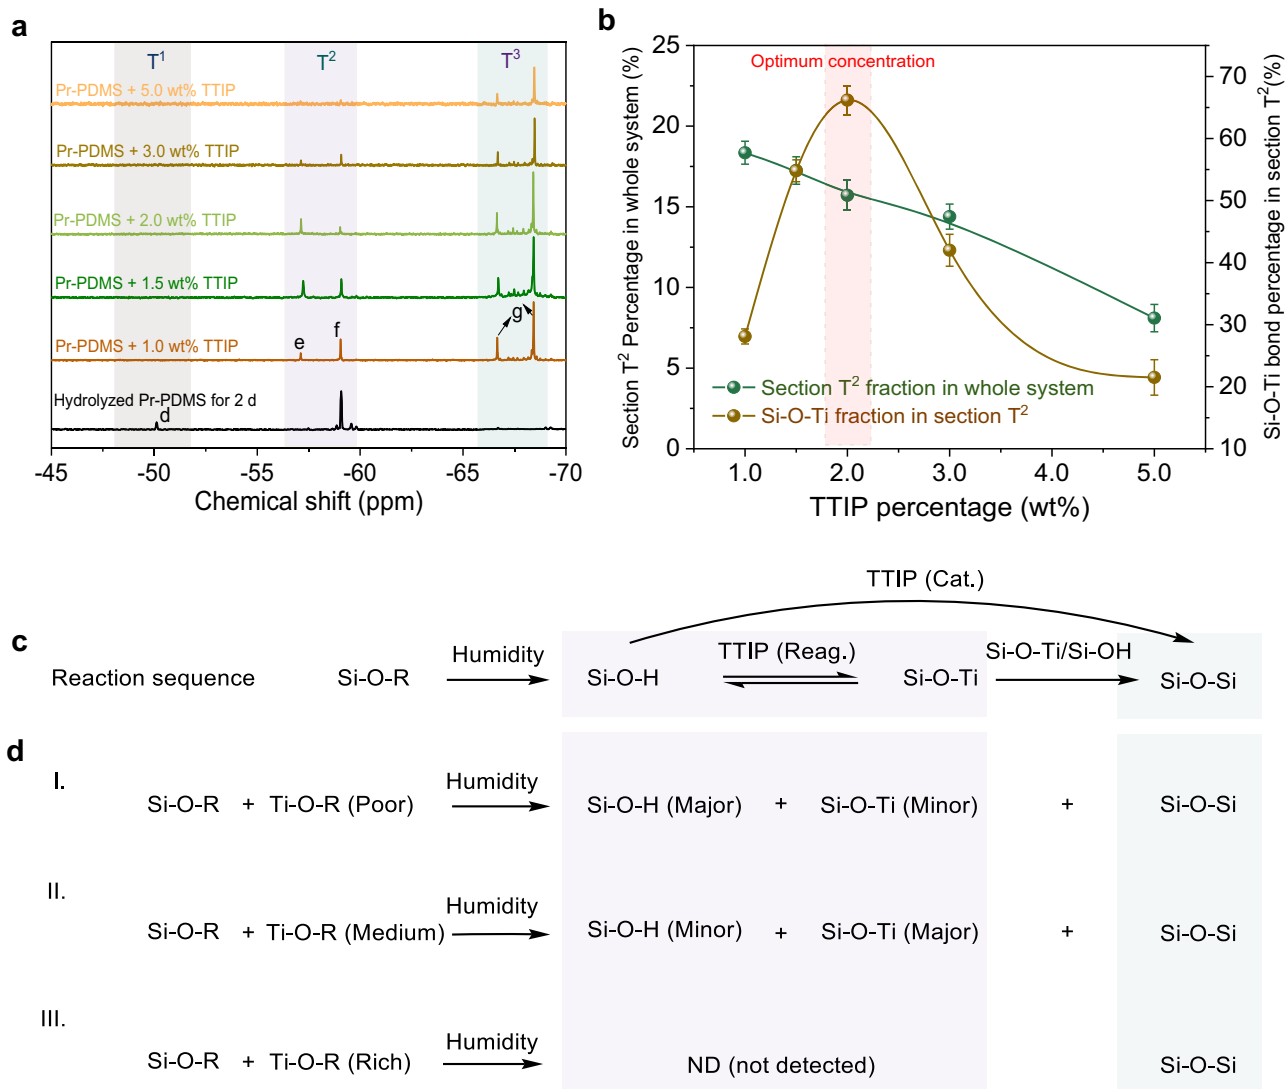 a
T¹
T²
T³
Pr-PDMS + 5.0 wt% TTIP
Pr-PDMS + 3.0 wt% TTIP
Pr-PDMS + 2.0 wt% TTIP
Pr-PDMS + 1.5 wt% TTIP
Pr-PDMS + 1.0 wt% TTIP
e
f
g
Hydrolyzed Pr-PDMS for 2 d
d
-45 -50 -55 -60 -65 -70
Chemical shift (ppm)
b
Optimum concentration
Section T² Percentage in whole system (%)
25
20
15
10
5
0
Si-O-Ti bond percentage in section T²(%)
70
60
50
40
30
20
10
Section T² fraction in whole system
Si-O-Ti fraction in section T²
1.0 2.0 3.0 4.0 5.0
TTIP percentage (wt%)
c
TTIP (Cat.)
Reaction sequence Si-O-R Humidity Si-O-H TTIP (Reag.) Si-O-Ti Si-O-Ti/Si-OH Si-O-Si
d
I.
Humidity
Si-O-R + Ti-O-R (Poor) Si-O-H (Major) + Si-O-Ti (Minor) + Si-O-Si
II.
Humidity
Si-O-R + Ti-O-R (Medium) Si-O-H (Minor) + Si-O-Ti (Major) + Si-O-Si
III.
Humidity
Si-O-R + Ti-O-R (Rich) ND (not detected) Si-O-Si